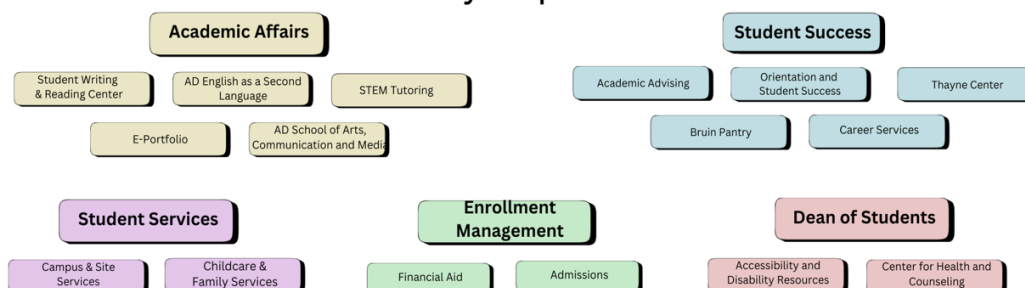 Academic Affairs
Student Writing
& Reading Center
AD English as a Second
Language
STEM Tutoring
E-Portfolio
AD School of Arts,
Communication and Media
Student Success
Academic Advising
Orientation and
Student Success
Thayne Center
Bruin Pantry
Career Services
Student Services
Campus & Site
Services
Childcare &
Family Services
Enrollment
Management
Financial Aid
Admissions
Dean of Students
Accessibility and
Disability Resources
Center for Health and
Counseling